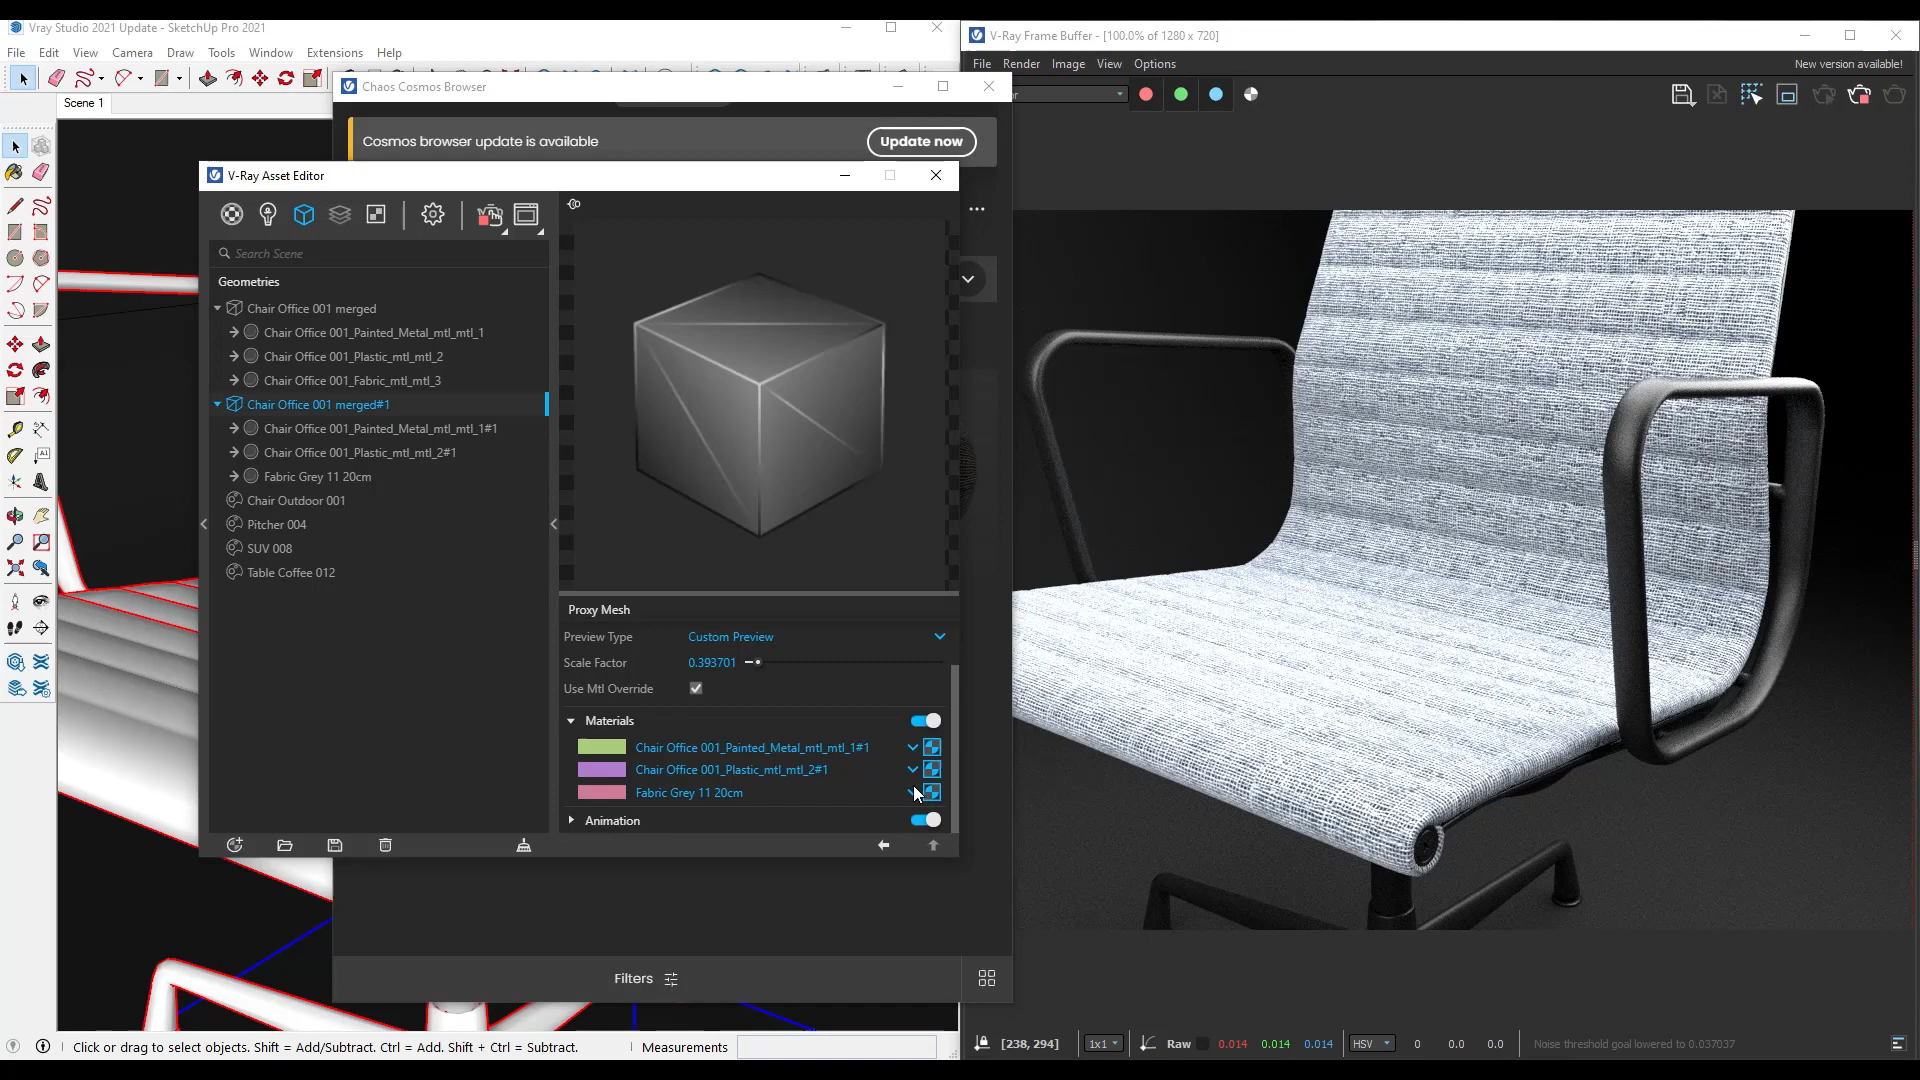 Vray Studio 2021 Update - SketchUp Pro 2021
File Edit View Camera Draw Tools Window Extensions Help
Scene 1
Chaos Cosmos Browser
Cosmos browser update is available
Update now
V-Ray Asset Editor
Search Scene
Geometries
Chair Office 001 merged
Chair Office 001_Painted_Metal_mtl_mtl_1
Chair Office 001_Plastic_mtl_mtl_2
Chair Office 001_Fabric_mtl_mtl_3
Chair Office 001 merged#1
Chair Office 001_Painted_Metal_mtl_mtl_1#1
Chair Office 001_Plastic_mtl_mtl_2#1
Fabric Grey 11 20cm
Chair Outdoor 001
Pitcher 004
SUV 008
Table Coffee 012
Proxy Mesh
Preview Type Custom Preview
Scale Factor 0.393701
Use Mtl Override
Materials
Chair Office 001_Painted_Metal_mtl_mtl_1#1
Chair Office 001_Plastic_mtl_mtl_2#1
Fabric Grey 11 20cm
Animation
Filters
Click or drag to select objects. Shift = Add/Subtract. Ctrl = Add. Shift + Ctrl = Subtract.
Measurements
V-Ray Frame Buffer - [100.0% of 1280 x 720]
File Render Image View Options
New version available!
[238, 294] 1x1 Raw 0.014 0.014 0.014 HSV 0 0.0 0.0 Noise threshold goal lowered to 0.037037